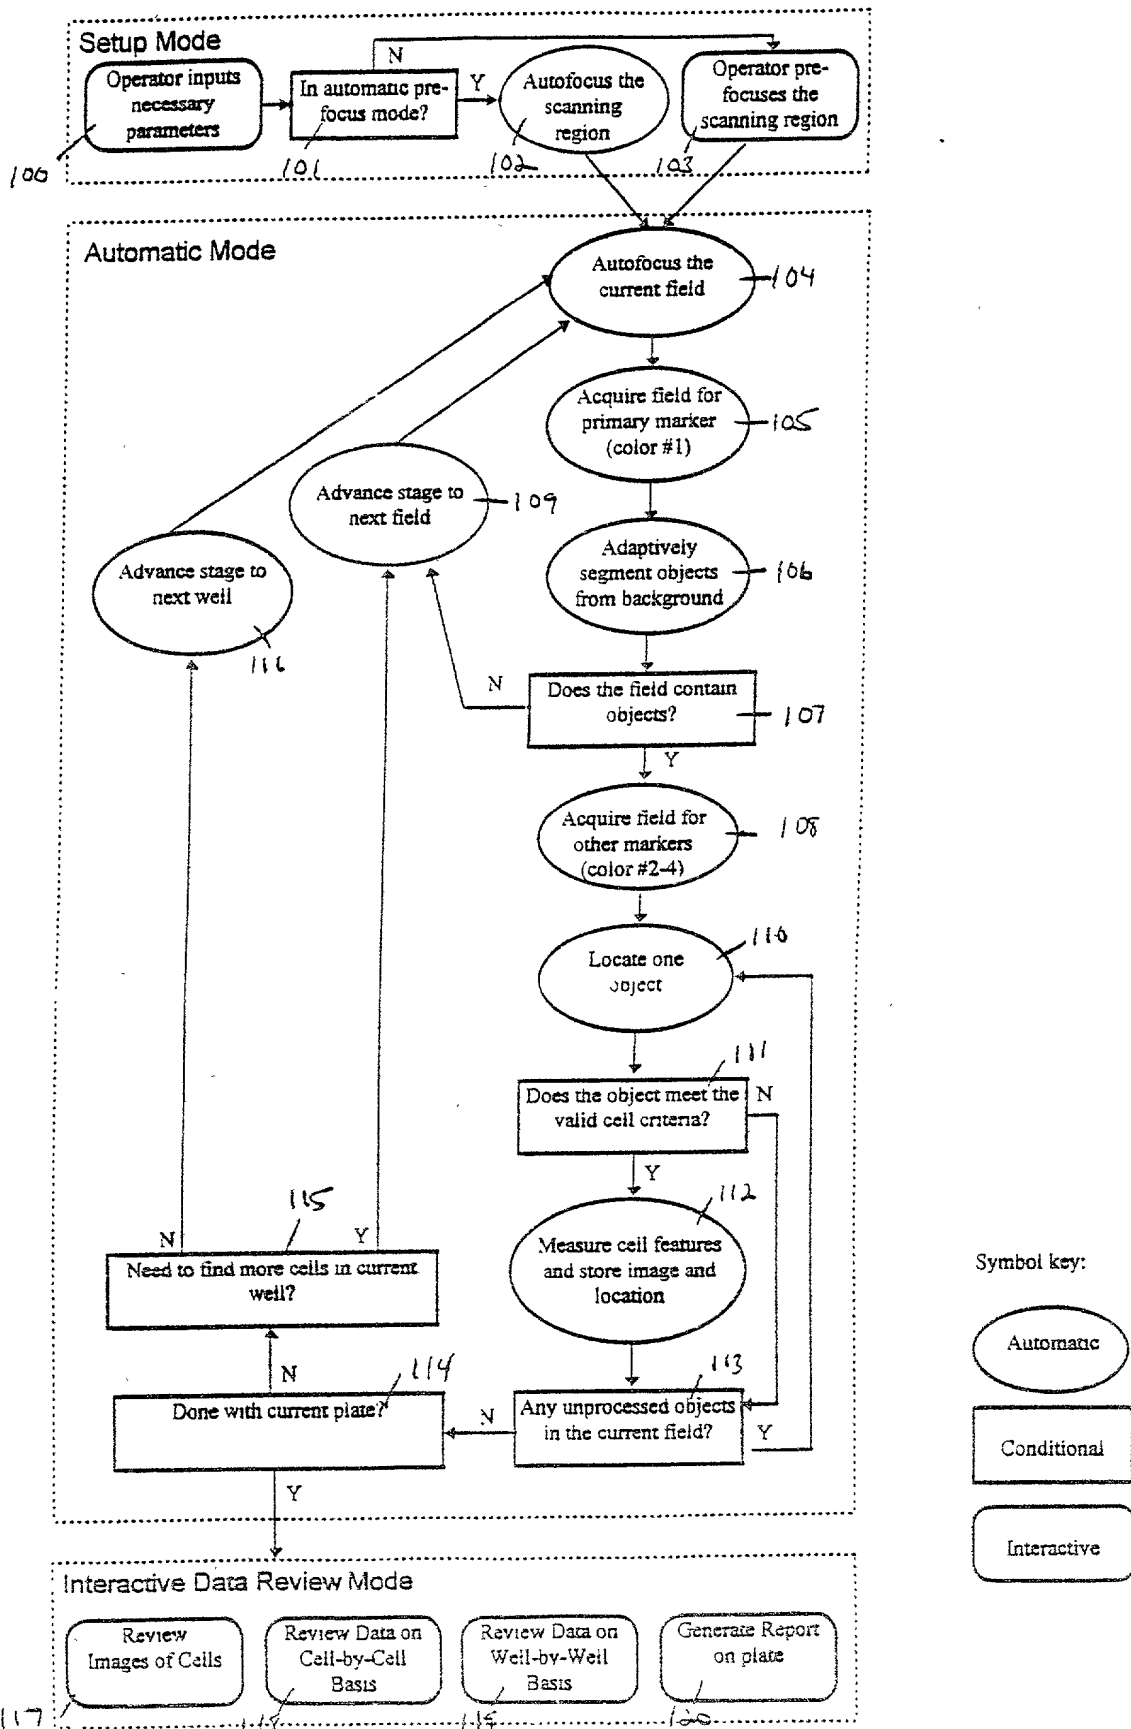 Setup Mode
N
Operator inputs
necessary
parameters
100
In automatic pre-
focus mode?
101
Y
Autofocus the
scanning
region
102
Operator pre-
focuses the
scanning region
103
Automatic Mode
Autofocus the
current field
104
Acquire field for
primary marker
(color #1)
105
Advance stage to
next field
109
Adaptively
segment objects
from background
106
Advance stage to
next well
116
N
Does the field contain
objects?
107
Y
Acquire field for
other markers
(color #2-4)
108
Locate one
object
110
111
Does the object meet the
valid cell criteria?
N
Y
112
Measure cell features
and store image and
location
115
N
Y
Need to find more cells in current
well?
N
114
Done with current plate?
N
113
Any unprocessed objects
in the current field?
Y
Y
Symbol key:
Automatic
Conditional
Interactive
Interactive Data Review Mode
Review
Images of Cells
117
Review Data on
Cell-by-Cell
Basis
118
Review Data on
Well-by-Well
Basis
119
Generate Report
on plate
120